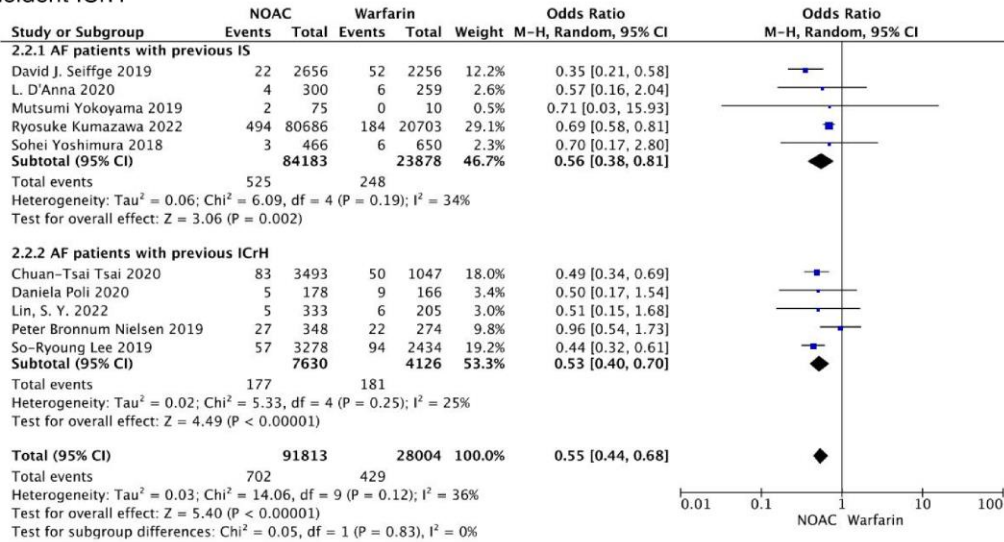 NOAC Warfarin Odds Ratio Odds Ratio
Study or Subgroup Events Total Events Total Weight M-H, Random, 95% CI M-H, Random, 95% CI
2.2.1 AF patients with previous IS
David J. Seiffge 2019 22 2656 52 2256 12.2% 0.35 [0.21, 0.58]
L. D'Anna 2020 4 300 6 259 2.6% 0.57 [0.16, 2.04]
Mutsumi Yokoyama 2019 2 75 0 10 0.5% 0.71 [0.03, 15.93]
Ryosuke Kumazawa 2022 494 80686 184 20703 29.1% 0.69 [0.58, 0.81]
Sohei Yoshimura 2018 3 466 6 650 2.3% 0.70 [0.17, 2.80]
Subtotal (95% CI) 84183 23878 46.7% 0.56 [0.38, 0.81]
Total events 525 248
Heterogeneity: Tau² = 0.06; Chi² = 6.09, df = 4 (P = 0.19); I² = 34%
Test for overall effect: Z = 3.06 (P = 0.002)
2.2.2 AF patients with previous ICrH
Chuan-Tsai Tsai 2020 83 3493 50 1047 18.0% 0.49 [0.34, 0.69]
Daniela Poli 2020 5 178 9 166 3.4% 0.50 [0.17, 1.54]
Lin, S. Y. 2022 5 333 6 205 3.0% 0.51 [0.15, 1.68]
Peter Bronnum Nielsen 2019 27 348 22 274 9.8% 0.96 [0.54, 1.73]
So-Ryoung Lee 2019 57 3278 94 2434 19.2% 0.44 [0.32, 0.61]
Subtotal (95% CI) 7630 4126 53.3% 0.53 [0.40, 0.70]
Total events 177 181
Heterogeneity: Tau² = 0.02; Chi² = 5.33, df = 4 (P = 0.25); I² = 25%
Test for overall effect: Z = 4.49 (P < 0.00001)
Total (95% CI) 91813 28004 100.0% 0.55 [0.44, 0.68]
Total events 702 429
Heterogeneity: Tau² = 0.03; Chi² = 14.06, df = 9 (P = 0.12); I² = 36%
Test for overall effect: Z = 5.40 (P < 0.00001)
Test for subgroup differences: Chi² = 0.05, df = 1 (P = 0.83), I² = 0%
0.01 0.1 1 10 100
NOAC Warfarin